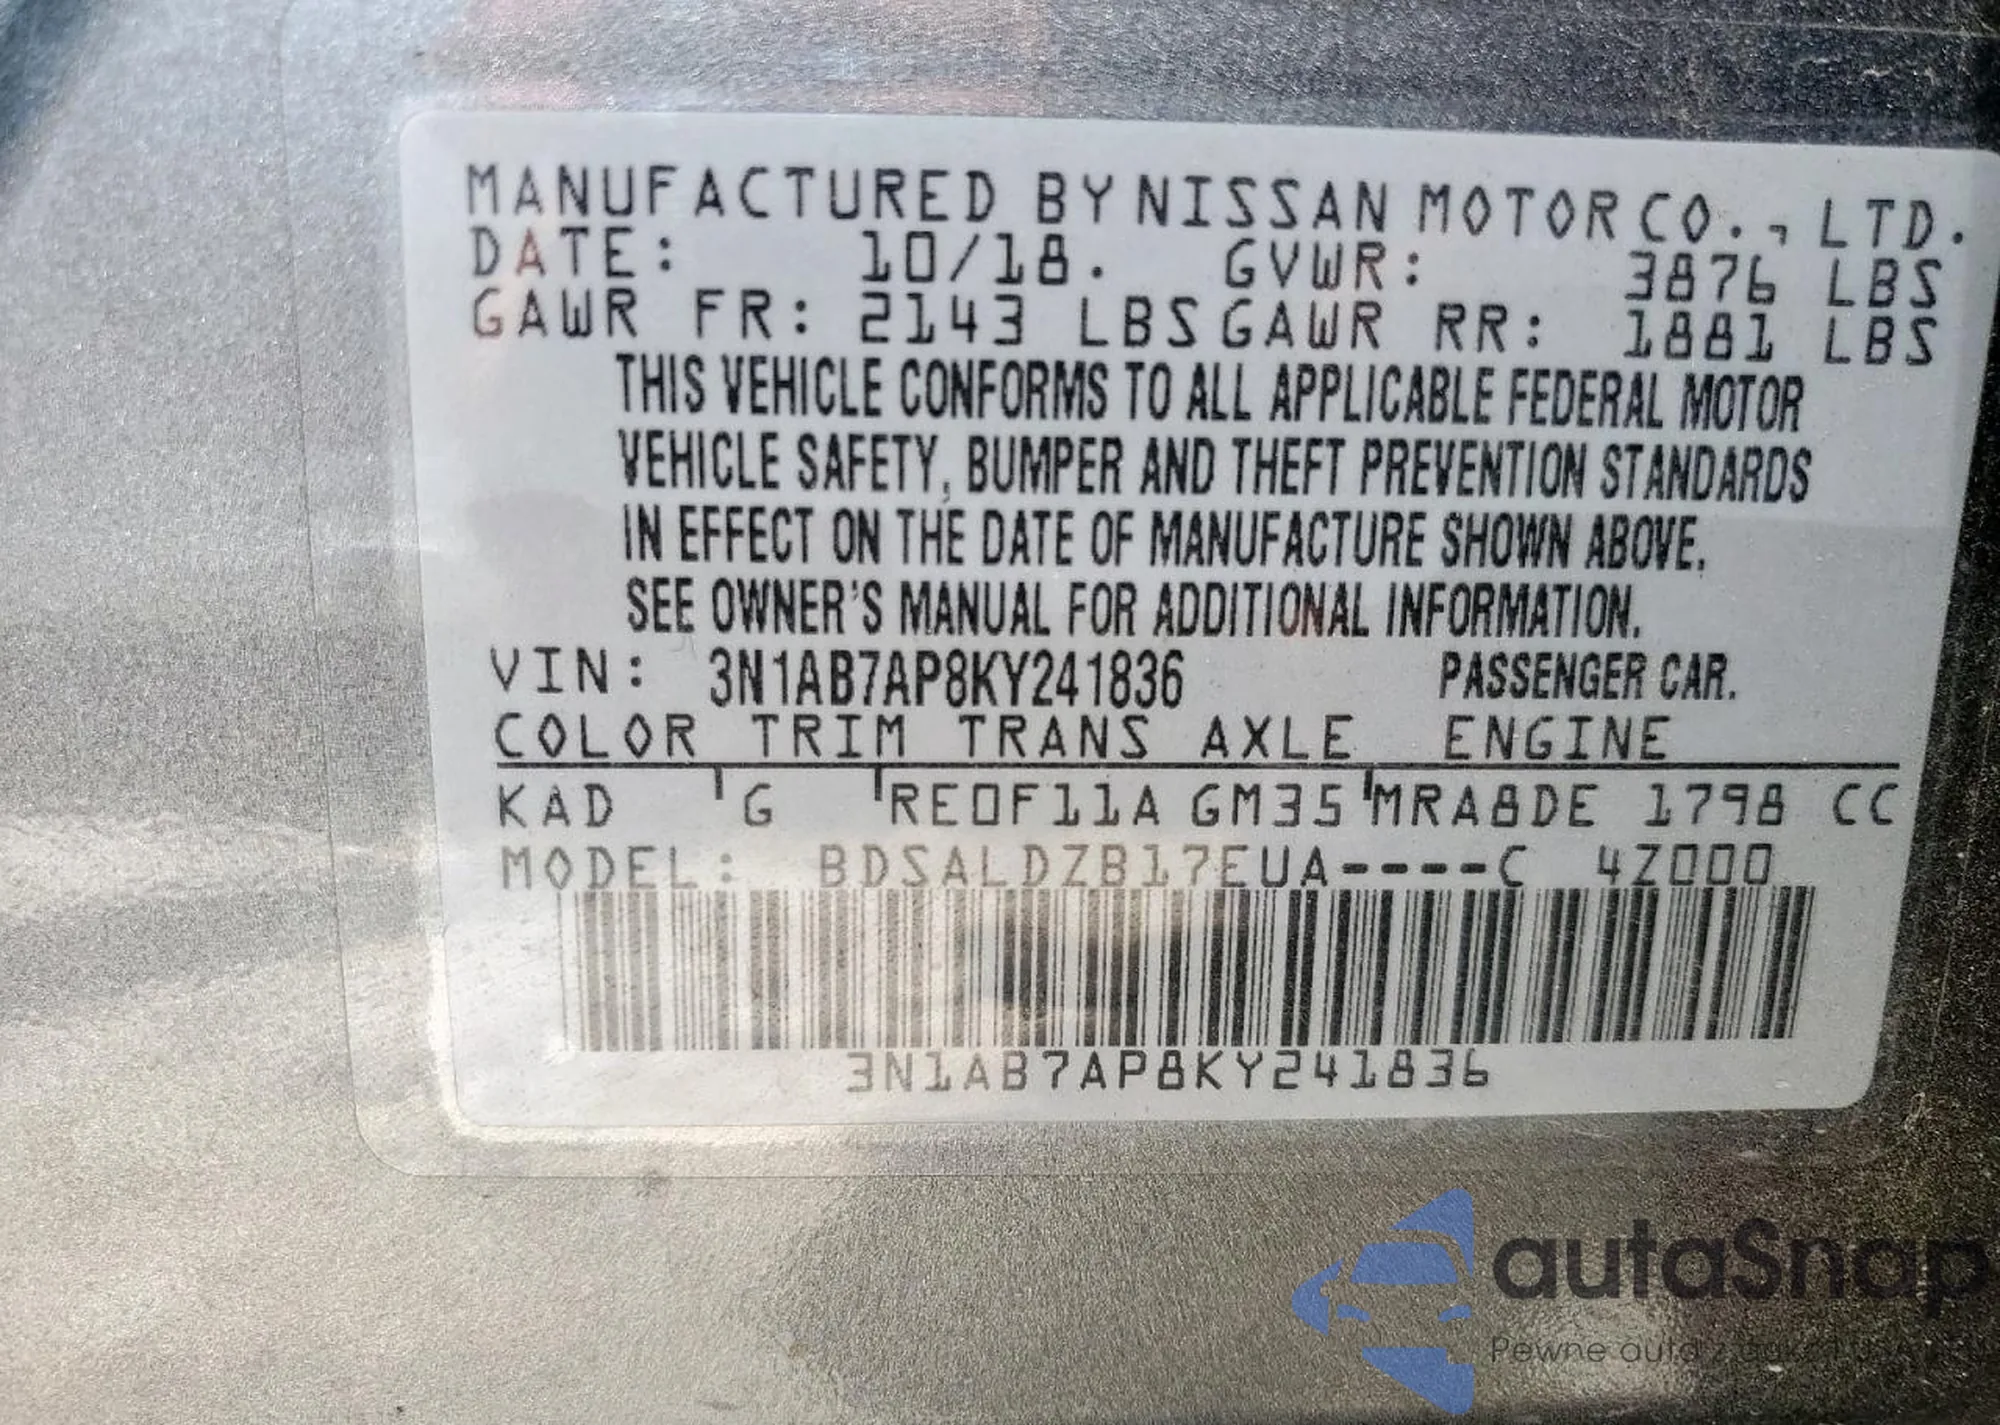 MANUFACTURED BY NISSAN MOTOR CO., LTD.
DATE: 10/18. GVWR: 3876 LBS
GAWR FR: 2143 LBS GAWR RR: 1881 LBS
THIS VEHICLE CONFORMS TO ALL APPLICABLE FEDERAL MOTOR
VEHICLE SAFETY, BUMPER AND THEFT PREVENTION STANDARDS
IN EFFECT ON THE DATE OF MANUFACTURE SHOWN ABOVE.
SEE OWNER'S MANUAL FOR ADDITIONAL INFORMATION.
VIN: 3N1AB7AP8KY241836 PASSENGER CAR.
COLOR TRIM TRANS AXLE ENGINE
KAD G RE0F11A GM35 MRA8DE 1798 CC
MODEL: BDSALDZB17EUA----C 4Z000
3N1AB7AP8KY241836
autaSnap
Pewne auta z